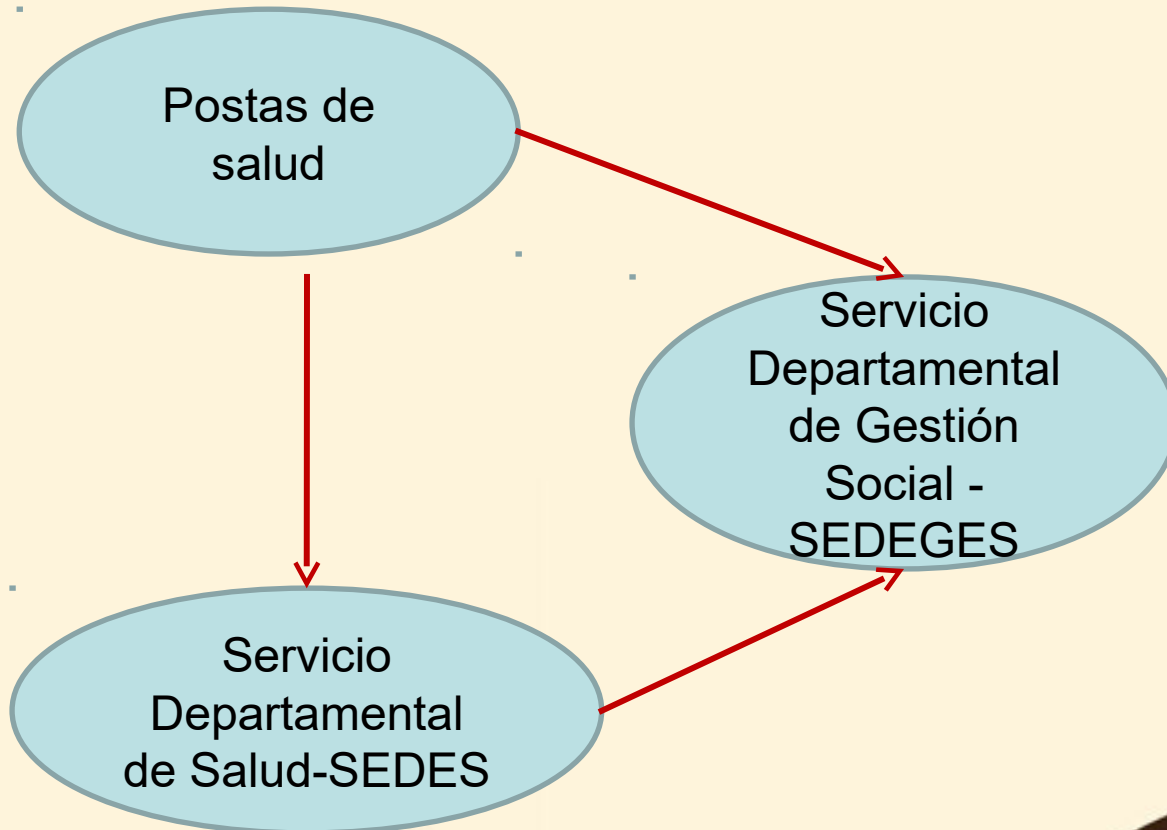 Postas de
salud
Servicio
Departamental
de Gestión
Social -
SEDEGES
Servicio
Departamental
de Salud-SEDES